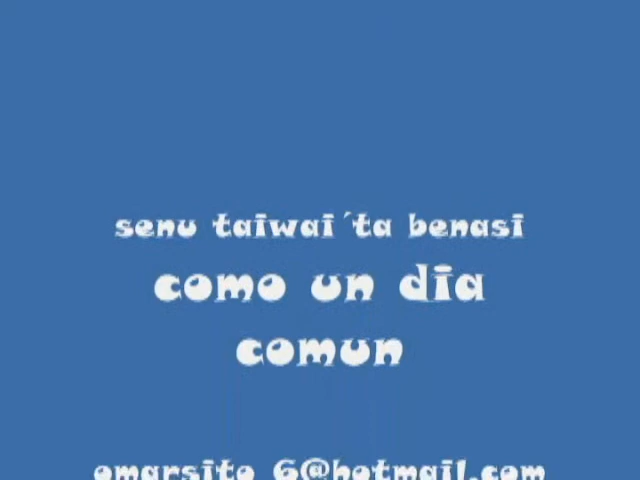 senu taiwai´ta benasi
como un dia
comun
omarsito_6@hotmail.com